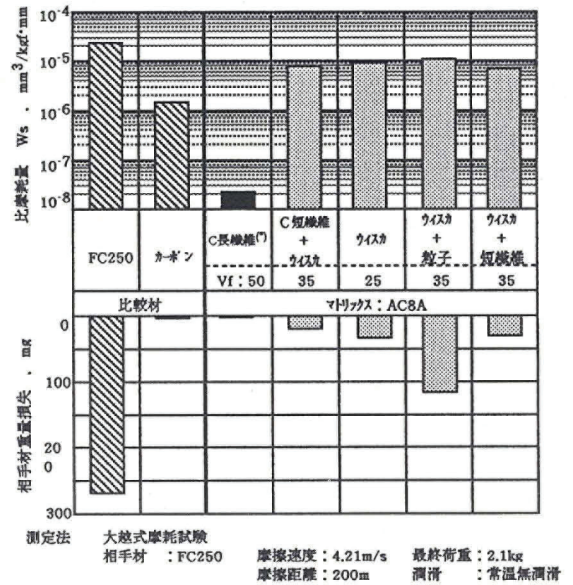 比摩耗量 Ws . mm³/kgf・mm
10⁻⁴
10⁻⁵
10⁻⁶
10⁻⁷
10⁻⁸
FC250
カーボン
C長繊維(*)
Vf：50
C短繊維
+
ウイスカ
35
ウイスカ
25
ウイスカ
+
粒子
35
ウイスカ
+
短繊維
35
比較材
マトリックス：AC8A
相手材重量損失 . mg
0
100
20
0
300
測定法 大越式摩耗試験
相手材 ：FC250 摩擦速度：4.21m/s 最終荷重：2.1kg
摩擦距離：200m 潤滑 ：常温無潤滑